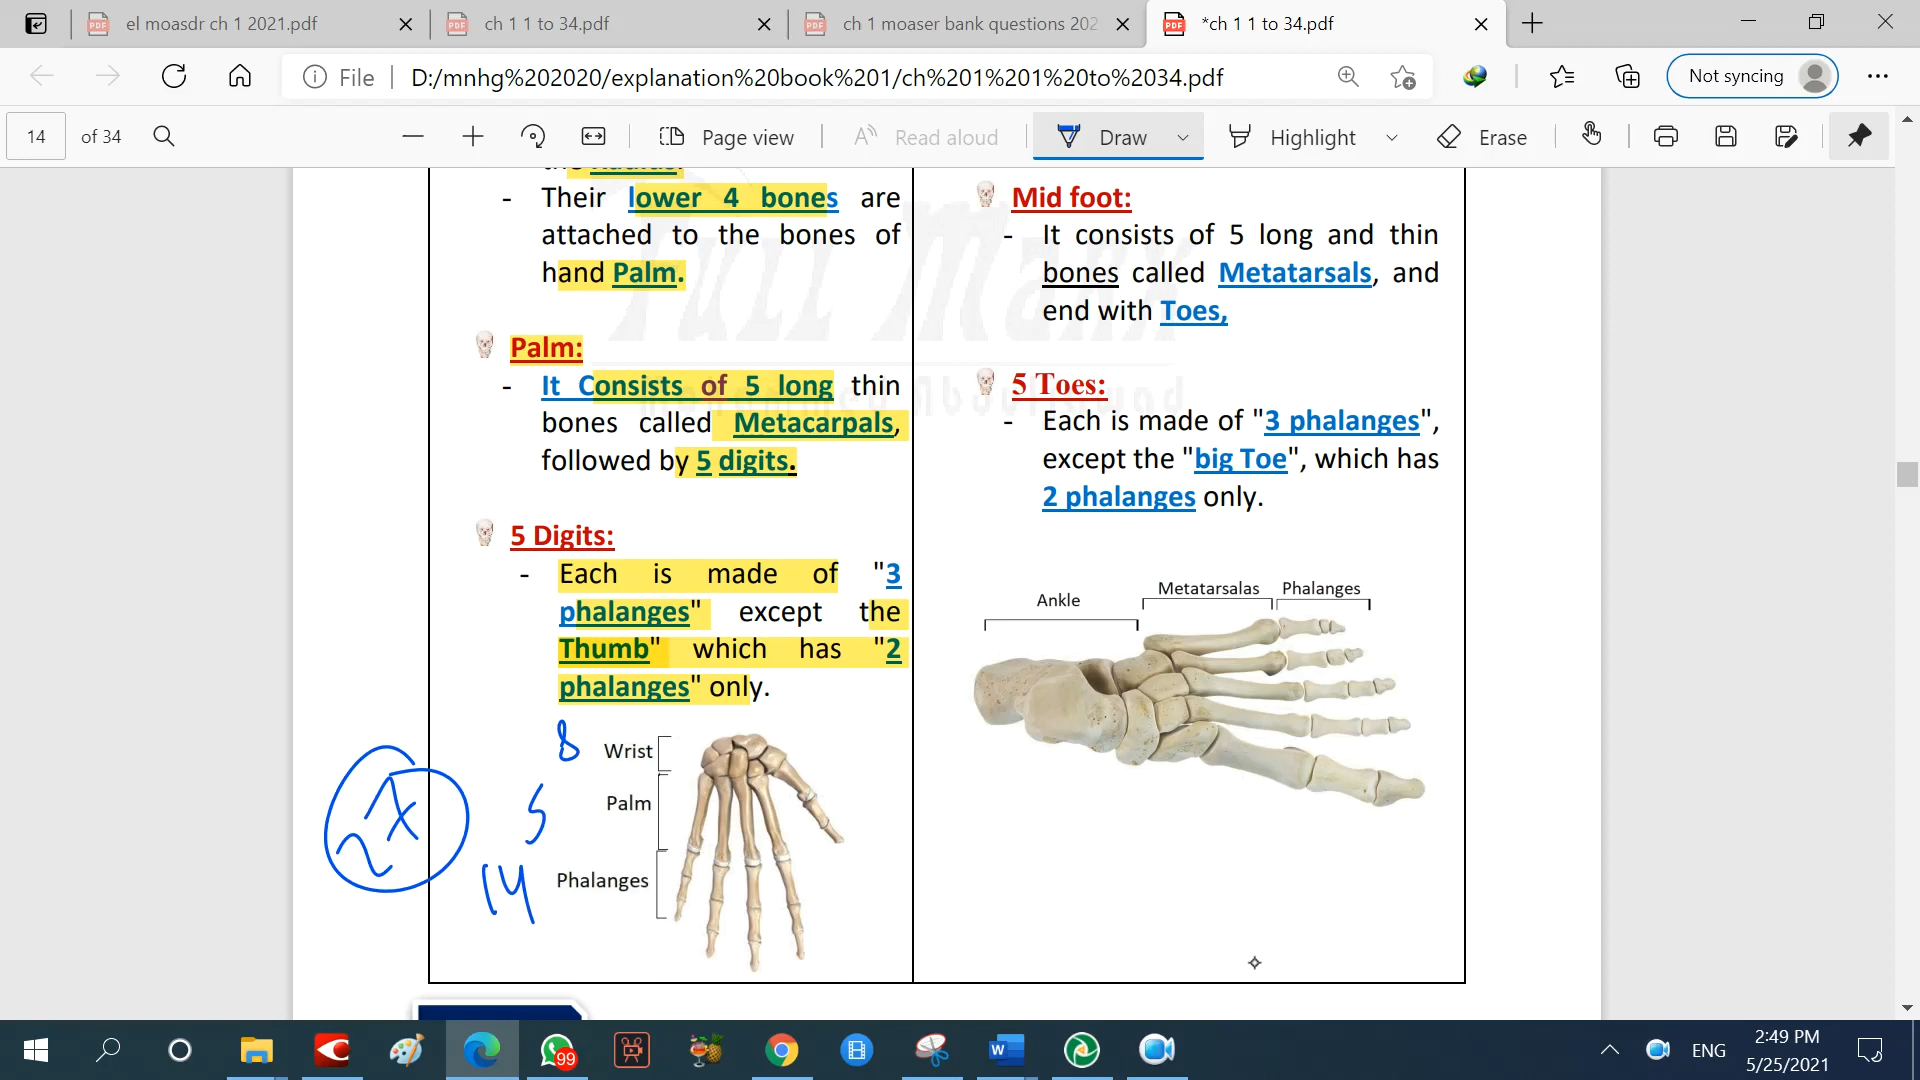 el moasdr ch 1 2021.pdf
ch 1 1 to 34.pdf
ch 1 moaser bank questions 202
*ch 1 1 to 34.pdf
File
D:/mnhg%202020/explanation%20book%201/ch%201%201%20to%2034.pdf
Not syncing
14 of 34
Page view
Read aloud
Draw
Highlight
Erase
- Their lower 4 bones are
attached to the bones of
hand Palm.
Palm:
- It Consists of 5 long thin
bones called Metacarpals,
followed by 5 digits.
5 Digits:
- Each is made of "3
phalanges" except the
Thumb" which has "2
phalanges" only.
8
Wrist
5
Palm
14
Phalanges
27
Mid foot:
- It consists of 5 long and thin
bones called Metatarsals, and
end with Toes,
5 Toes:
- Each is made of "3 phalanges",
except the "big Toe", which has
2 phalanges only.
Ankle
Metatarsalas
Phalanges
Full Marx
99
ENG
2:49 PM
5/25/2021